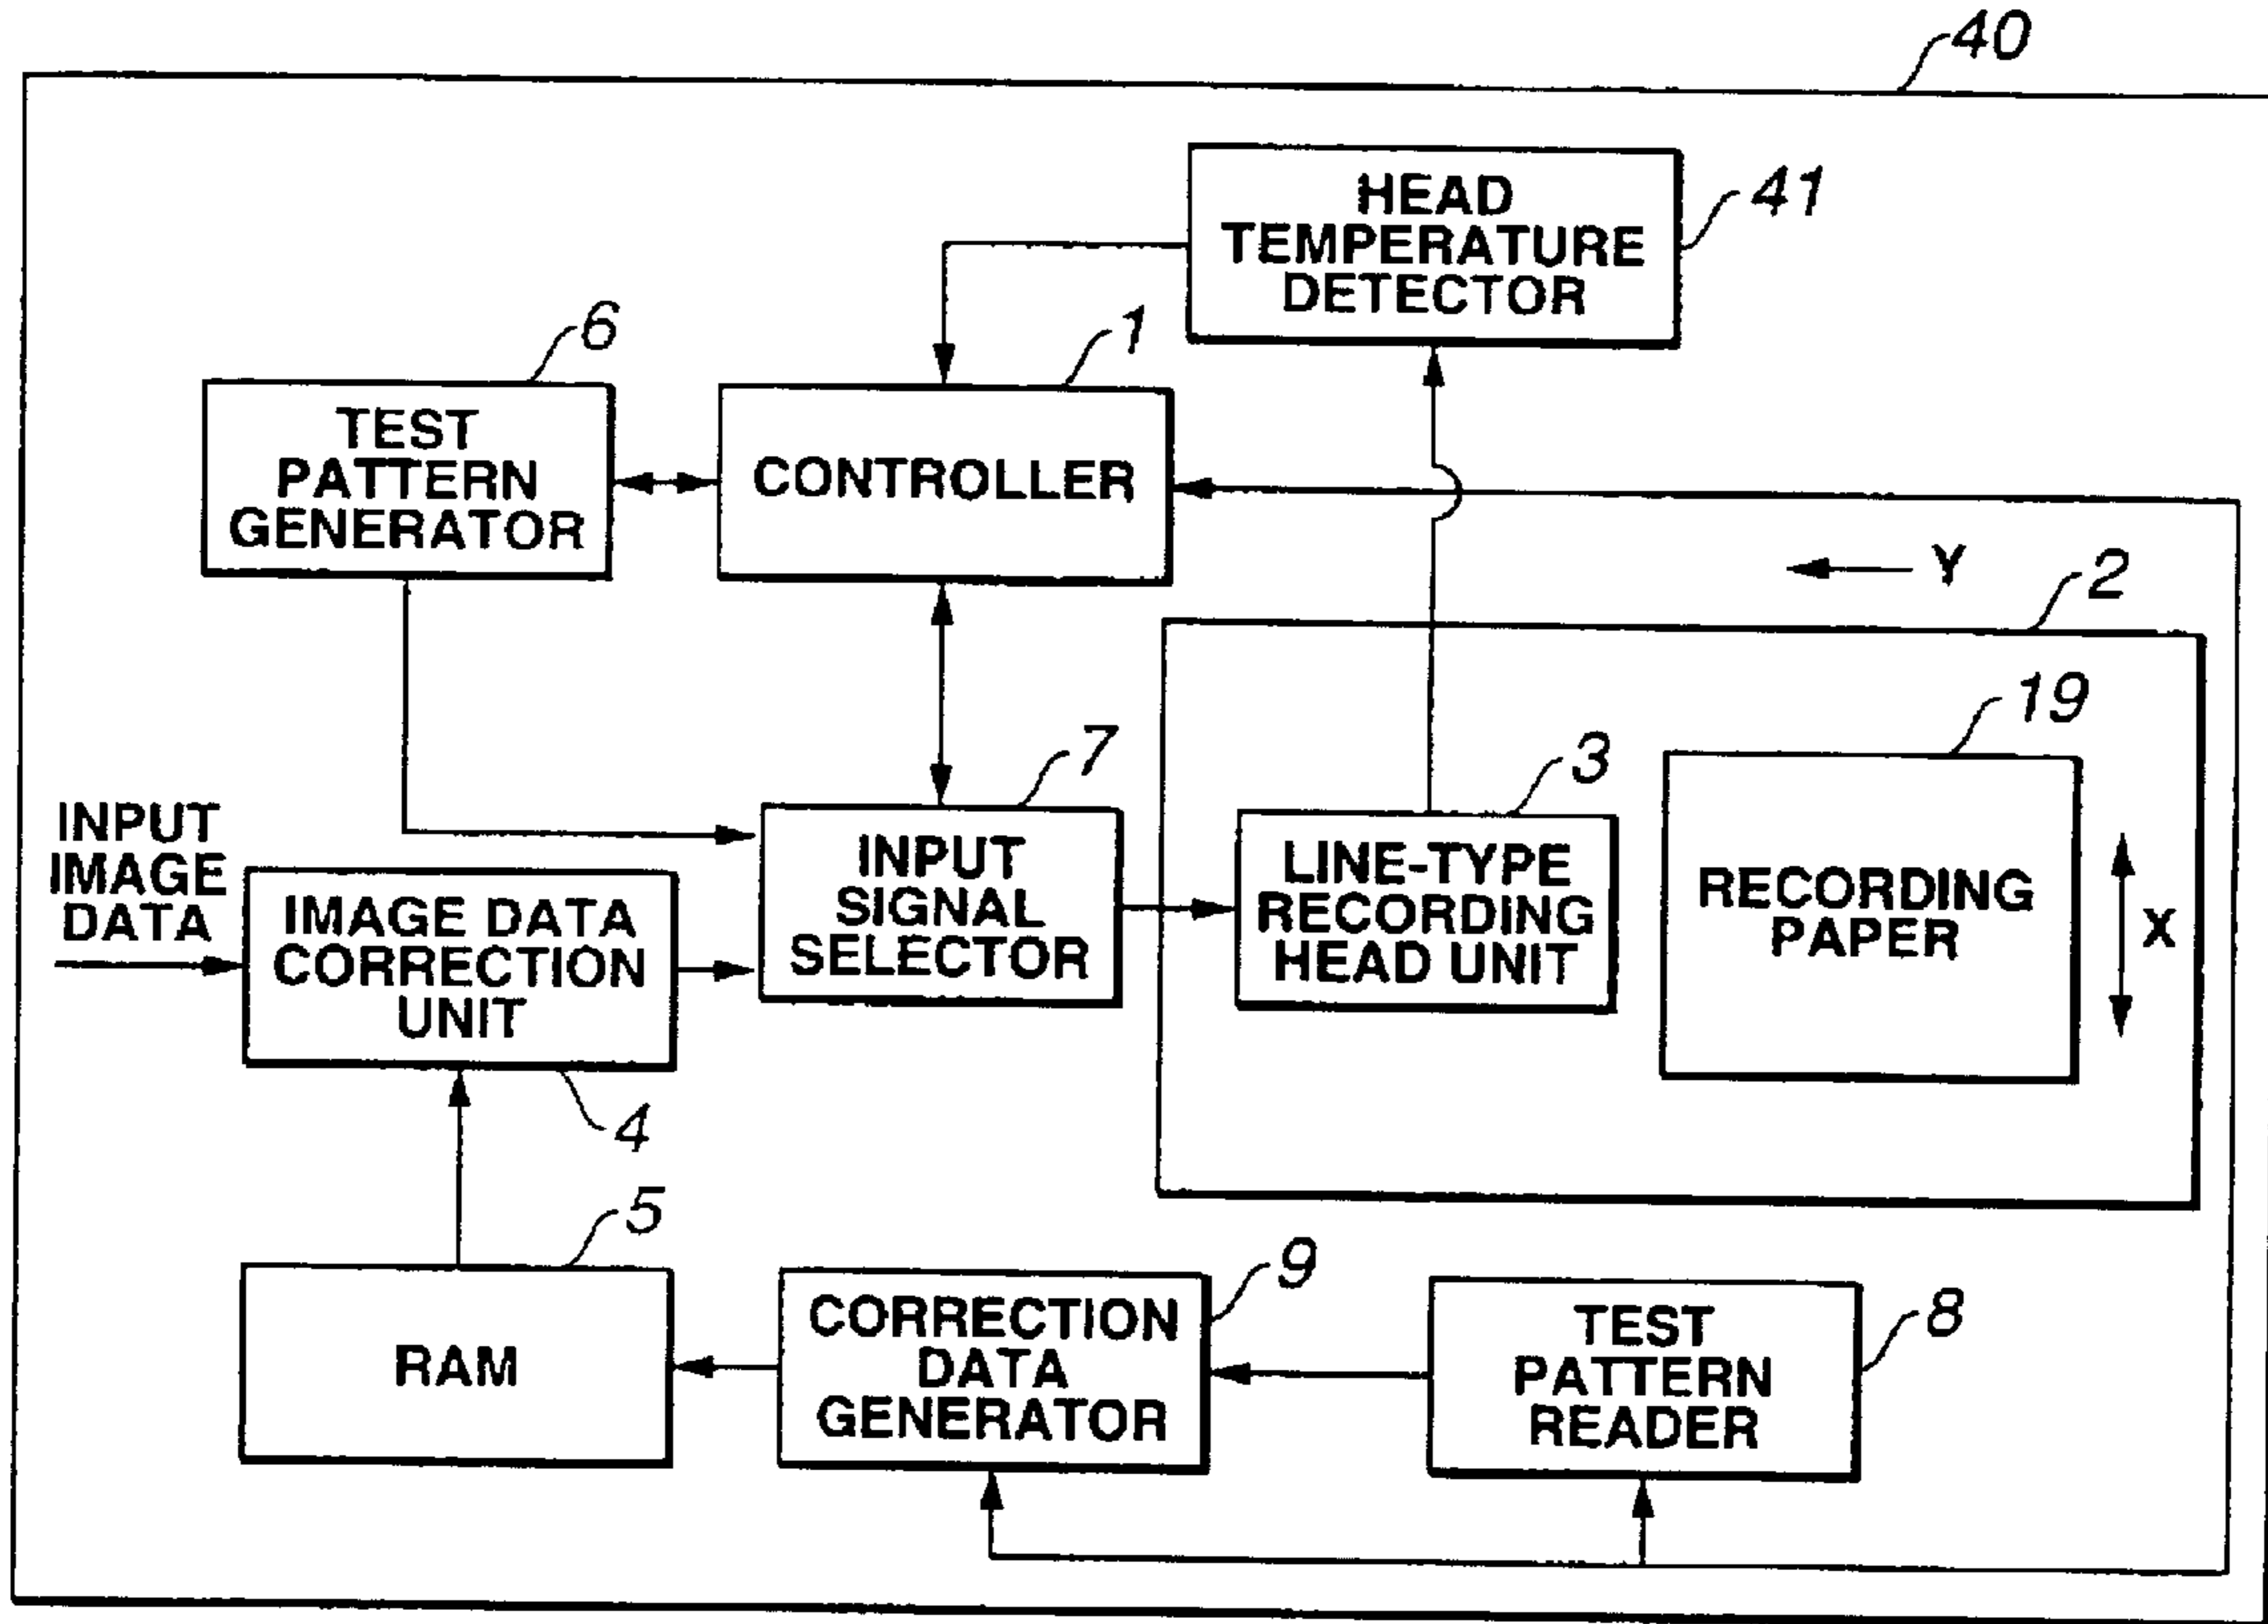 40
HEAD
TEMPERATURE
DETECTOR
41
6
1
TEST
PATTERN
GENERATOR
CONTROLLER
Y
2
19
7
3
INPUT
IMAGE
DATA
IMAGE DATA
CORRECTION
UNIT
INPUT
SIGNAL
SELECTOR
LINE-TYPE
RECORDING
HEAD UNIT
RECORDING
PAPER
X
4
5
9
8
RAM
CORRECTION
DATA
GENERATOR
TEST
PATTERN
READER